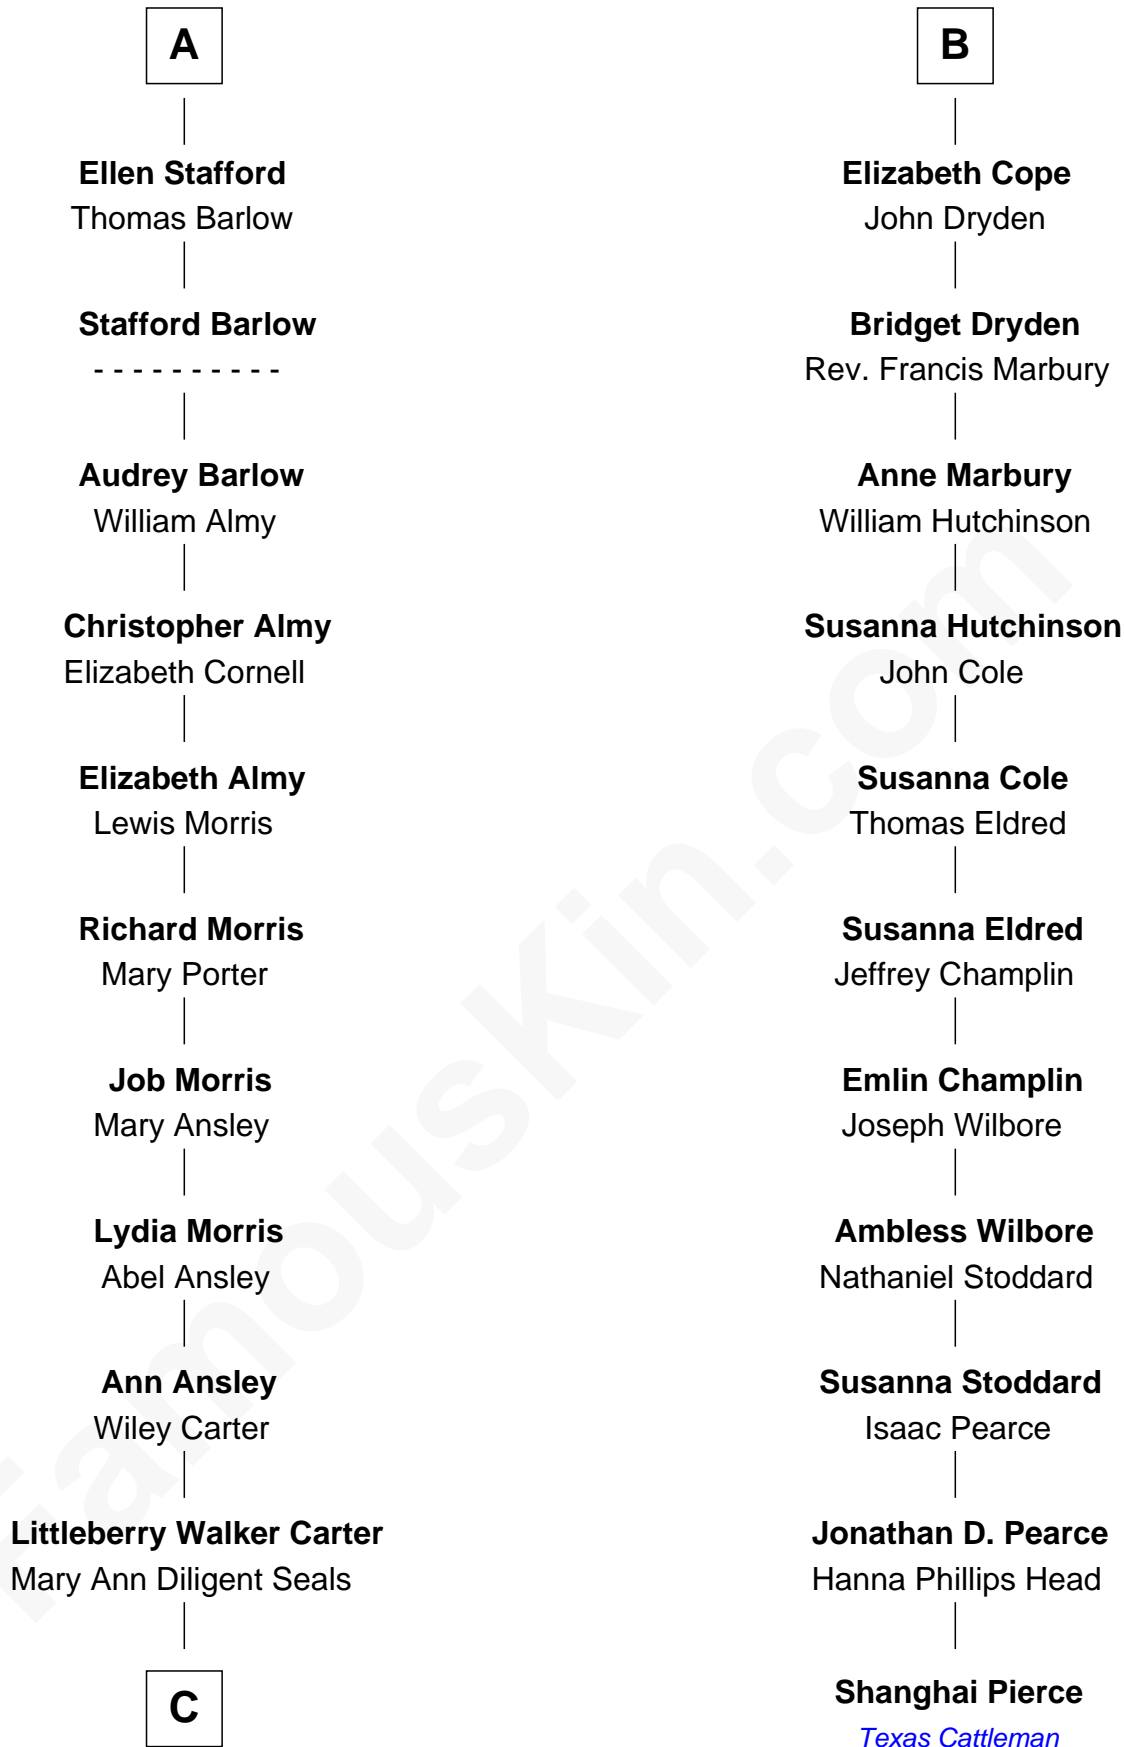 A
Ellen Stafford
Thomas Barlow
Stafford Barlow
- - - - - - - - - -
Audrey Barlow
William Almy
Christopher Almy
Elizabeth Cornell
Elizabeth Almy
Lewis Morris
Richard Morris
Mary Porter
Job Morris
Mary Ansley
Lydia Morris
Abel Ansley
Ann Ansley
Wiley Carter
Littleberry Walker Carter
Mary Ann Diligent Seals
C
B
Elizabeth Cope
John Dryden
Bridget Dryden
Rev. Francis Marbury
Anne Marbury
William Hutchinson
Susanna Hutchinson
John Cole
Susanna Cole
Thomas Eldred
Susanna Eldred
Jeffrey Champlin
Emlin Champlin
Joseph Wilbore
Ambless Wilbore
Nathaniel Stoddard
Susanna Stoddard
Isaac Pearce
Jonathan D. Pearce
Hanna Phillips Head
Shanghai Pierce
Texas Cattleman
FamousKin.com